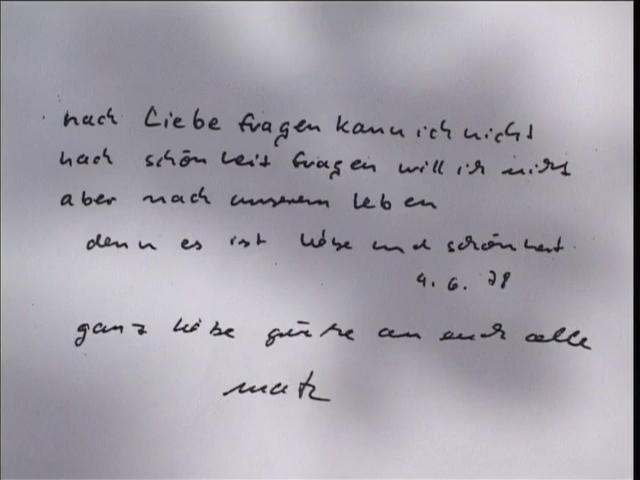 nach Liebe fragen kann ich nicht
nach schönheit fragen will ich nicht
aber nach unserem leben
denn es ist liebe und schönheit.
4. 6. 78
ganz liebe grüße an euch alle